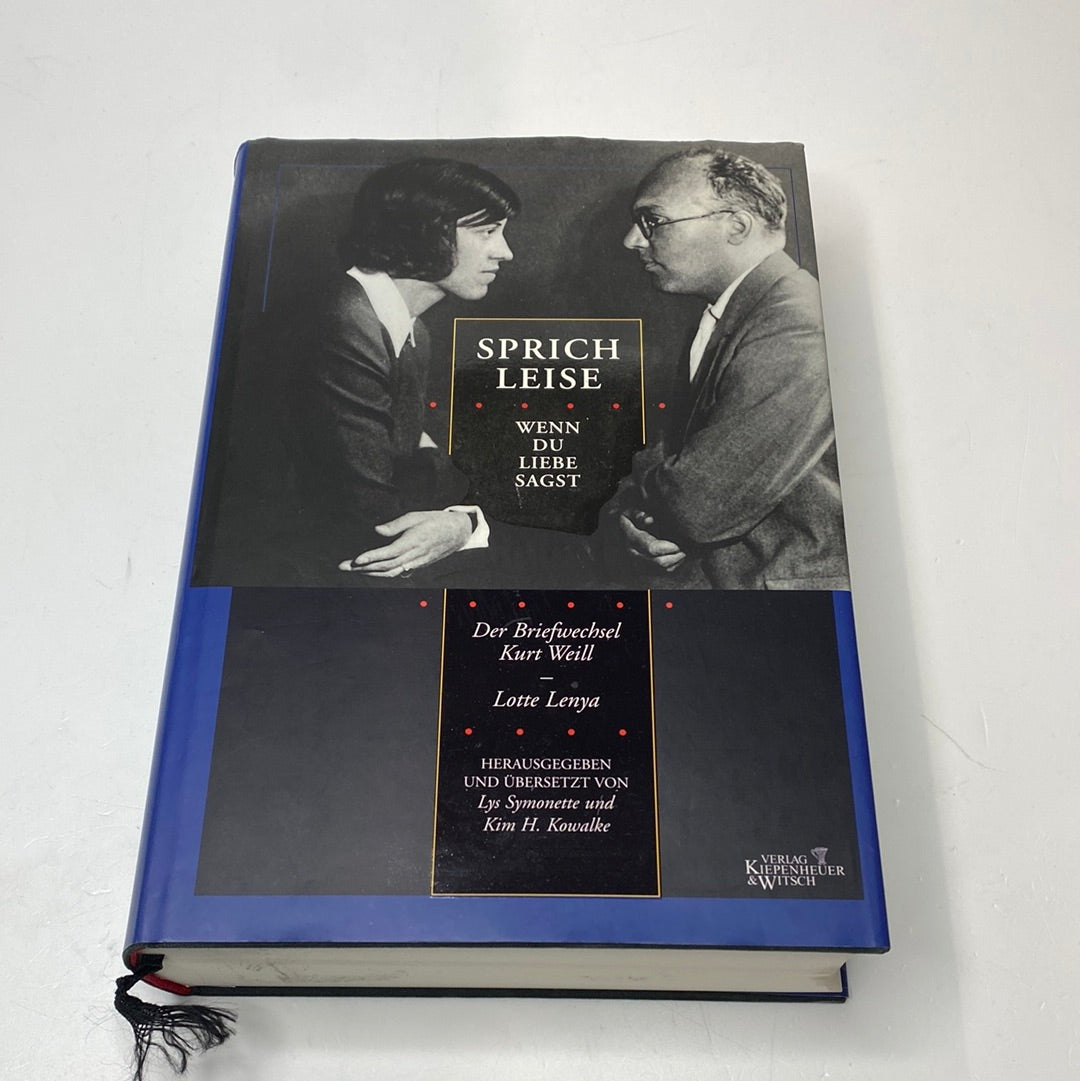 SPRICH
LEISE
WENN
DU
LIEBE
SAGST
Der Briefwechsel
Kurt Weill
–
Lotte Lenya
HERAUSGEGEBEN
UND ÜBERSETZT VON
Lys Symonette und
Kim H. Kowalke
VERLAG
KIEPENHEUER
&WITSCH